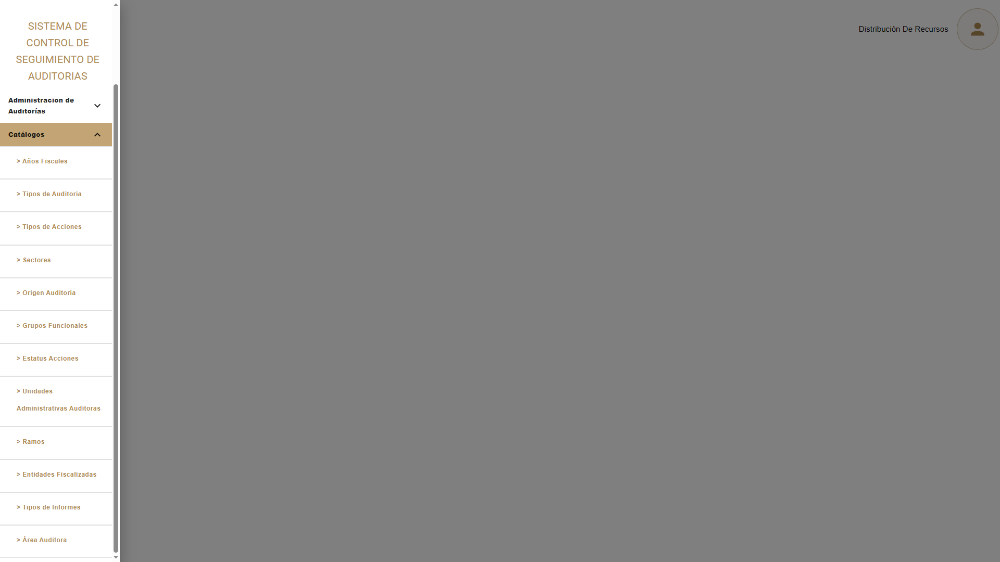 SISTEMA DE
CONTROL DE
SEGUIMIENTO DE
AUDITORIAS
Distribución De Recursos
Administracion de
Auditorías
Catálogos
> Años Fiscales
> Tipos de Auditoria
> Tipos de Acciones
> Sectores
> Origen Auditoria
> Grupos Funcionales
> Estatus Acciones
> Unidades
Administrativas Auditoras
> Ramos
> Entidades Fiscalizadas
> Tipos de Informes
> Área Auditora